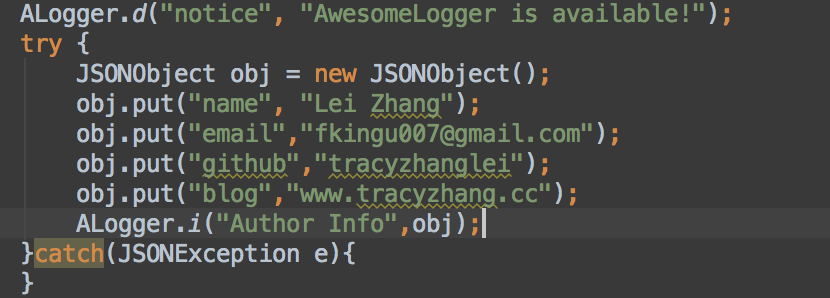 ALogger.d("notice", "AwesomeLogger is available!");
try {
    JSONObject obj = new JSONObject();
    obj.put("name", "Lei Zhang");
    obj.put("email","fkingu007@gmail.com");
    obj.put("github","tracyzhanglei");
    obj.put("blog","www.tracyzhang.cc");
    ALogger.i("Author Info",obj);
}catch(JSONException e){
}